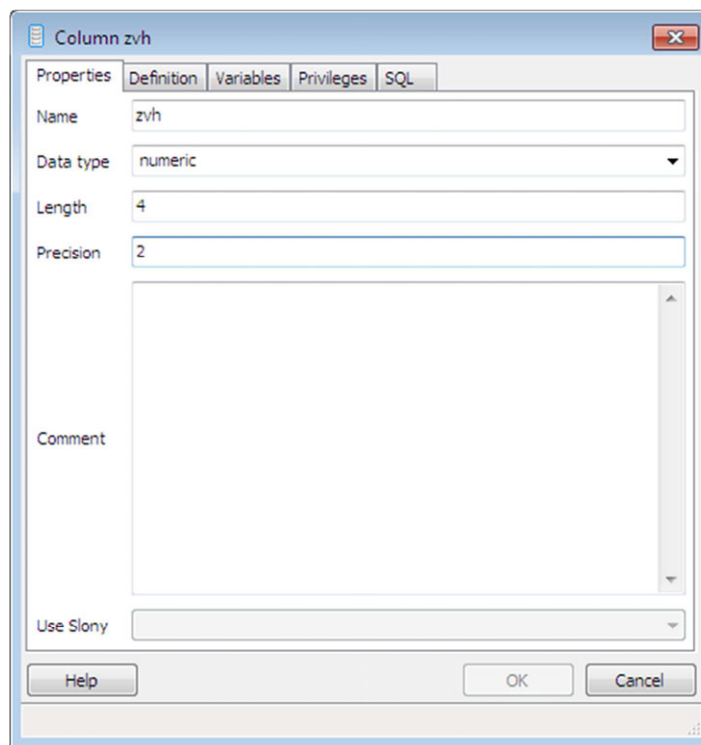 Column zvh
Properties Definition Variables Privileges SQL
Name zvh
Data type numeric
Length 4
Precision 2
Comment
Use Slony
Help OK Cancel